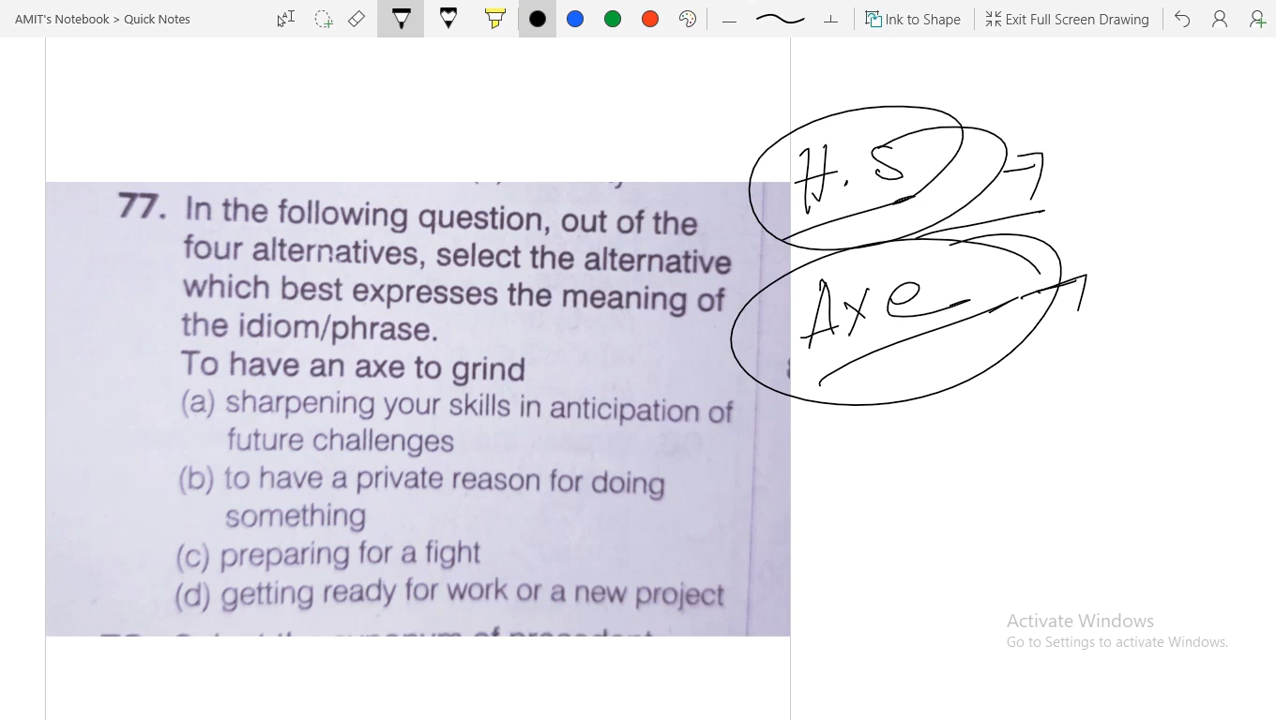 AMIT's Notebook > Quick Notes
Ink to Shape
Exit Full Screen Drawing
77. In the following question, out of the
four alternatives, select the alternative
which best expresses the meaning of
the idiom/phrase.
To have an axe to grind
(a) sharpening your skills in anticipation of
future challenges
(b) to have a private reason for doing
something
(c) preparing for a fight
(d) getting ready for work or a new project
H.S
Axe
Activate Windows
Go to Settings to activate Windows.